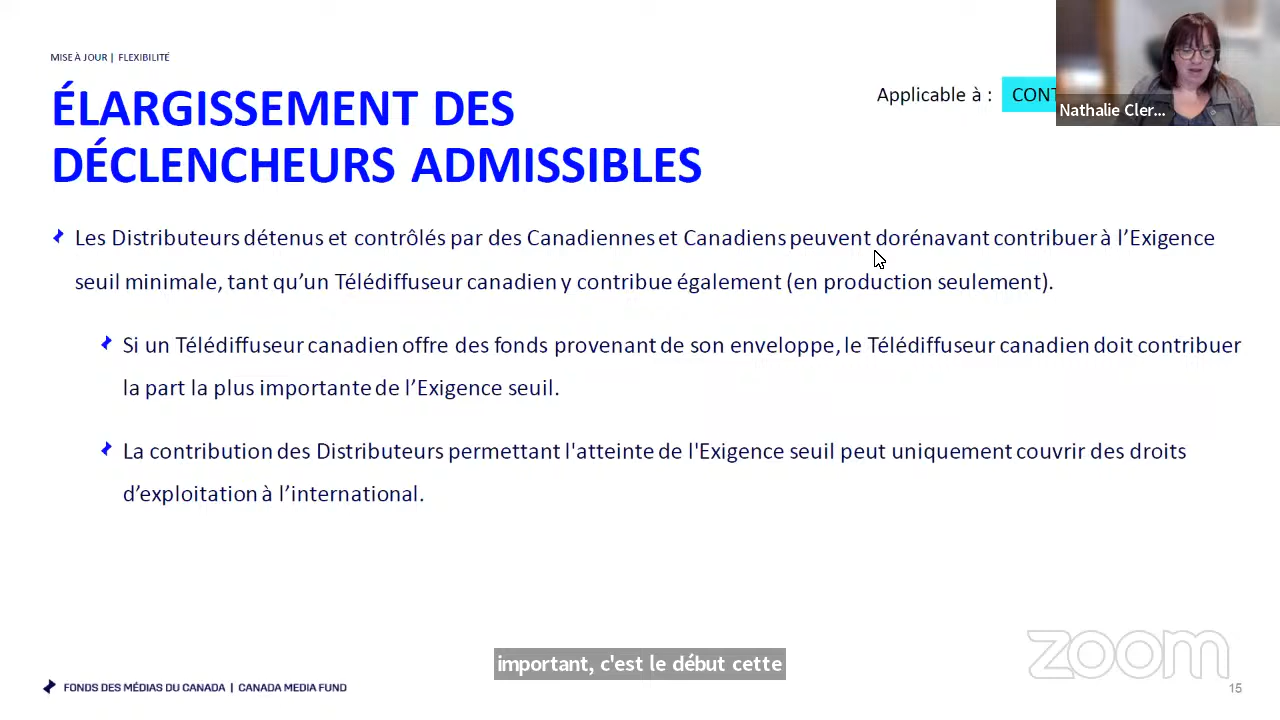 MISE À JOUR | FLEXIBILITÉ
ÉLARGISSEMENT DES
DÉCLENCHEURS ADMISSIBLES
Applicable à :
CONT
Nathalie Cler...
Les Distributeurs détenus et contrôlés par des Canadiennes et Canadiens peuvent dorénavant contribuer à l’Exigence
seuil minimale, tant qu’un Télédiffuseur canadien y contribue également (en production seulement).
Si un Télédiffuseur canadien offre des fonds provenant de son enveloppe, le Télédiffuseur canadien doit contribuer
la part la plus importante de l’Exigence seuil.
La contribution des Distributeurs permettant l'atteinte de l'Exigence seuil peut uniquement couvrir des droits
d’exploitation à l’international.
important, c'est le début cette
zoom
FONDS DES MÉDIAS DU CANADA | CANADA MEDIA FUND
15